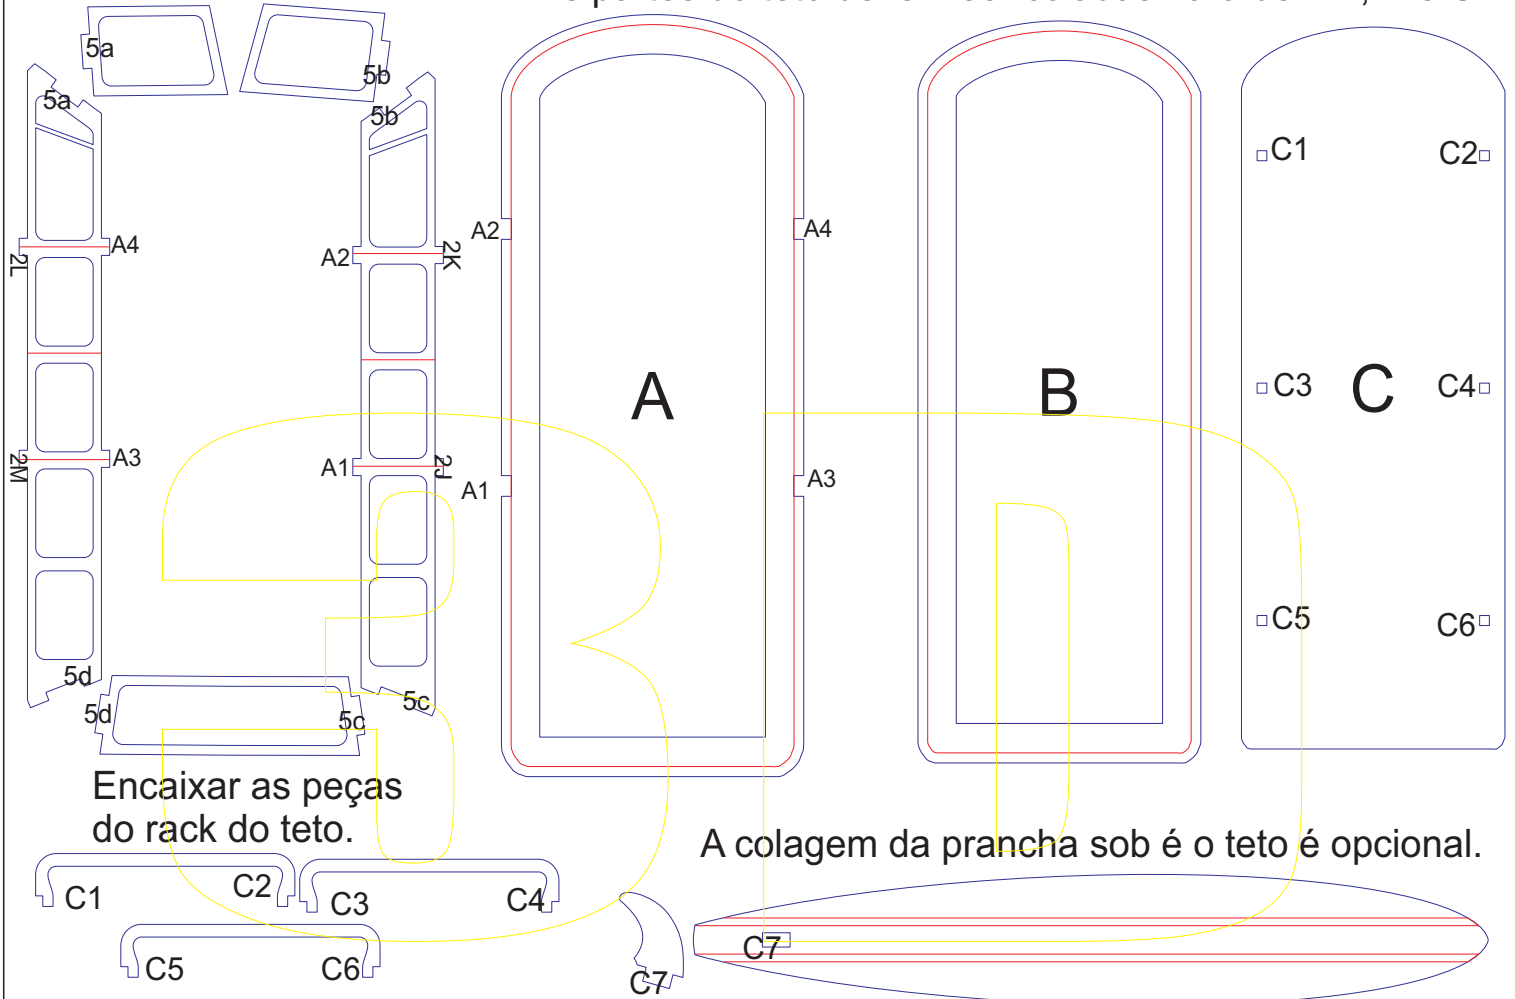 5a
5b
5a
5b
A4
2L
A2
2K
A2
A4
C1
C2
A
B
C3
C
C4
2M
A3
A1
2J
A1
A3
C5
C6
5d
5c
5d
5c
Encaixar as peças
do rack do teto.
A colagem da prancha sob é o teto é opcional.
C1
C2
C3
C4
C5
C6
C7
C7